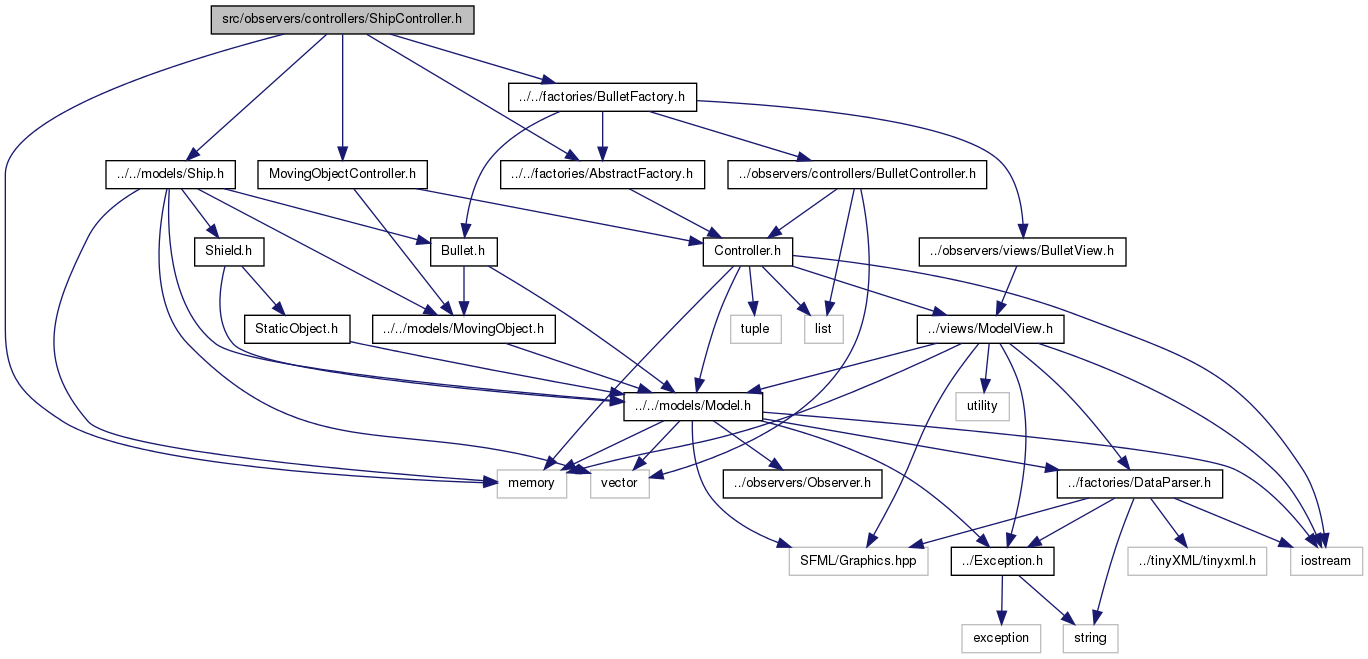 src/observers/controllers/ShipController.h
../../factories/BulletFactory.h
../../models/Ship.h
MovingObjectController.h
../../factories/AbstractFactory.h
../observers/controllers/BulletController.h
Shield.h
Bullet.h
Controller.h
../observers/views/BulletView.h
StaticObject.h
../../models/MovingObject.h
tuple
list
../views/ModelView.h
../../models/Model.h
utility
memory
vector
../observers/Observer.h
../factories/DataParser.h
SFML/Graphics.hpp
../Exception.h
../tinyXML/tinyxml.h
iostream
exception
string